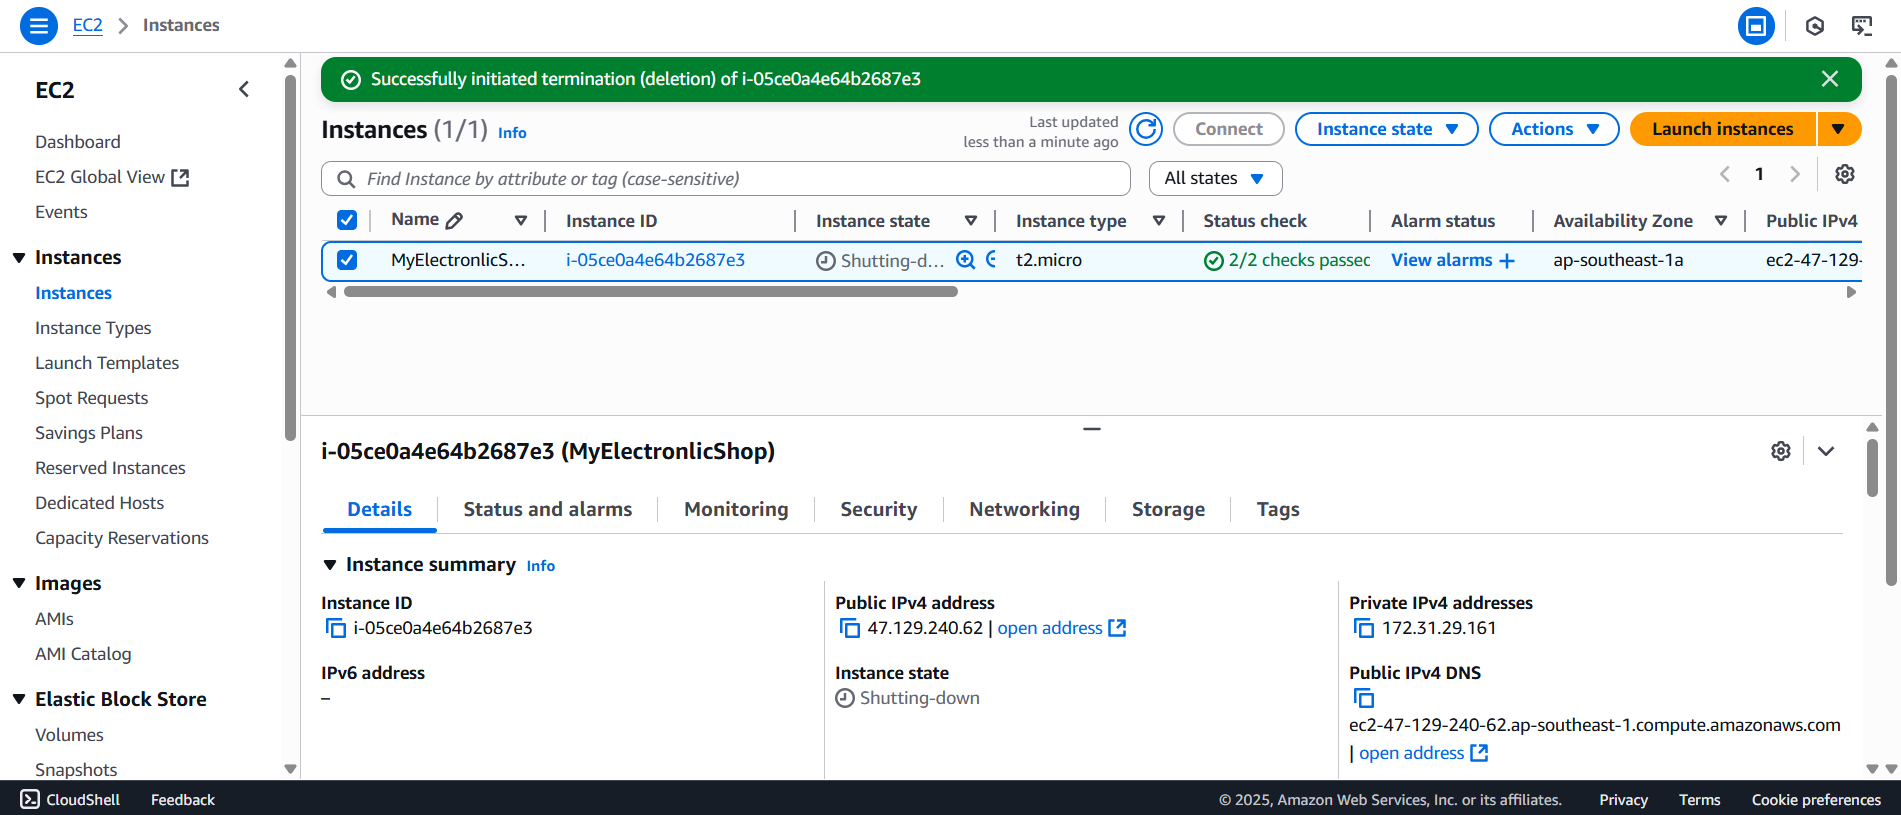 EC2 Instances
EC2
Dashboard
EC2 Global View
Events
Instances
Instances
Instance Types
Launch Templates
Spot Requests
Savings Plans
Reserved Instances
Dedicated Hosts
Capacity Reservations
Images
AMIs
AMI Catalog
Elastic Block Store
Volumes
Snapshots
Successfully initiated termination (deletion) of i-05ce0a4e64b2687e3
Instances (1/1) Info
Last updated
less than a minute ago
Connect Instance state Actions Launch instances
Find Instance by attribute or tag (case-sensitive) All states 1
Name Instance ID Instance state Instance type Status check Alarm status Availability Zone Public IPv4
MyElectronlicS... i-05ce0a4e64b2687e3 Shutting-d... t2.micro 2/2 checks passed View alarms + ap-southeast-1a ec2-47-129-
i-05ce0a4e64b2687e3 (MyElectronlicShop)
Details Status and alarms Monitoring Security Networking Storage Tags
Instance summary Info
Instance ID
i-05ce0a4e64b2687e3
Public IPv4 address
47.129.240.62 | open address
Private IPv4 addresses
172.31.29.161
IPv6 address
–
Instance state
Shutting-down
Public IPv4 DNS
ec2-47-129-240-62.ap-southeast-1.compute.amazonaws.com
| open address
CloudShell Feedback © 2025, Amazon Web Services, Inc. or its affiliates. Privacy Terms Cookie preferences